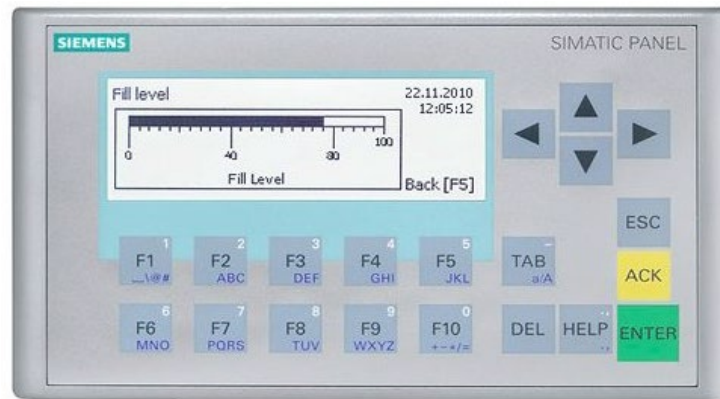 SIEMENS
SIMATIC PANEL
Fill level
22.11.2010
12:05:12
0 40 80 100
Fill Level
Back [F5]
ESC
1 2 3 4 5 -
F1 F2 F3 F4 F5 TAB
_\@# ABC DEF GHI JKL a/A
ACK
6 7 8 9 0
F6 F7 F8 F9 F10 DEL HELP ENTER
MNO PQRS TUV WXYZ +-*/=